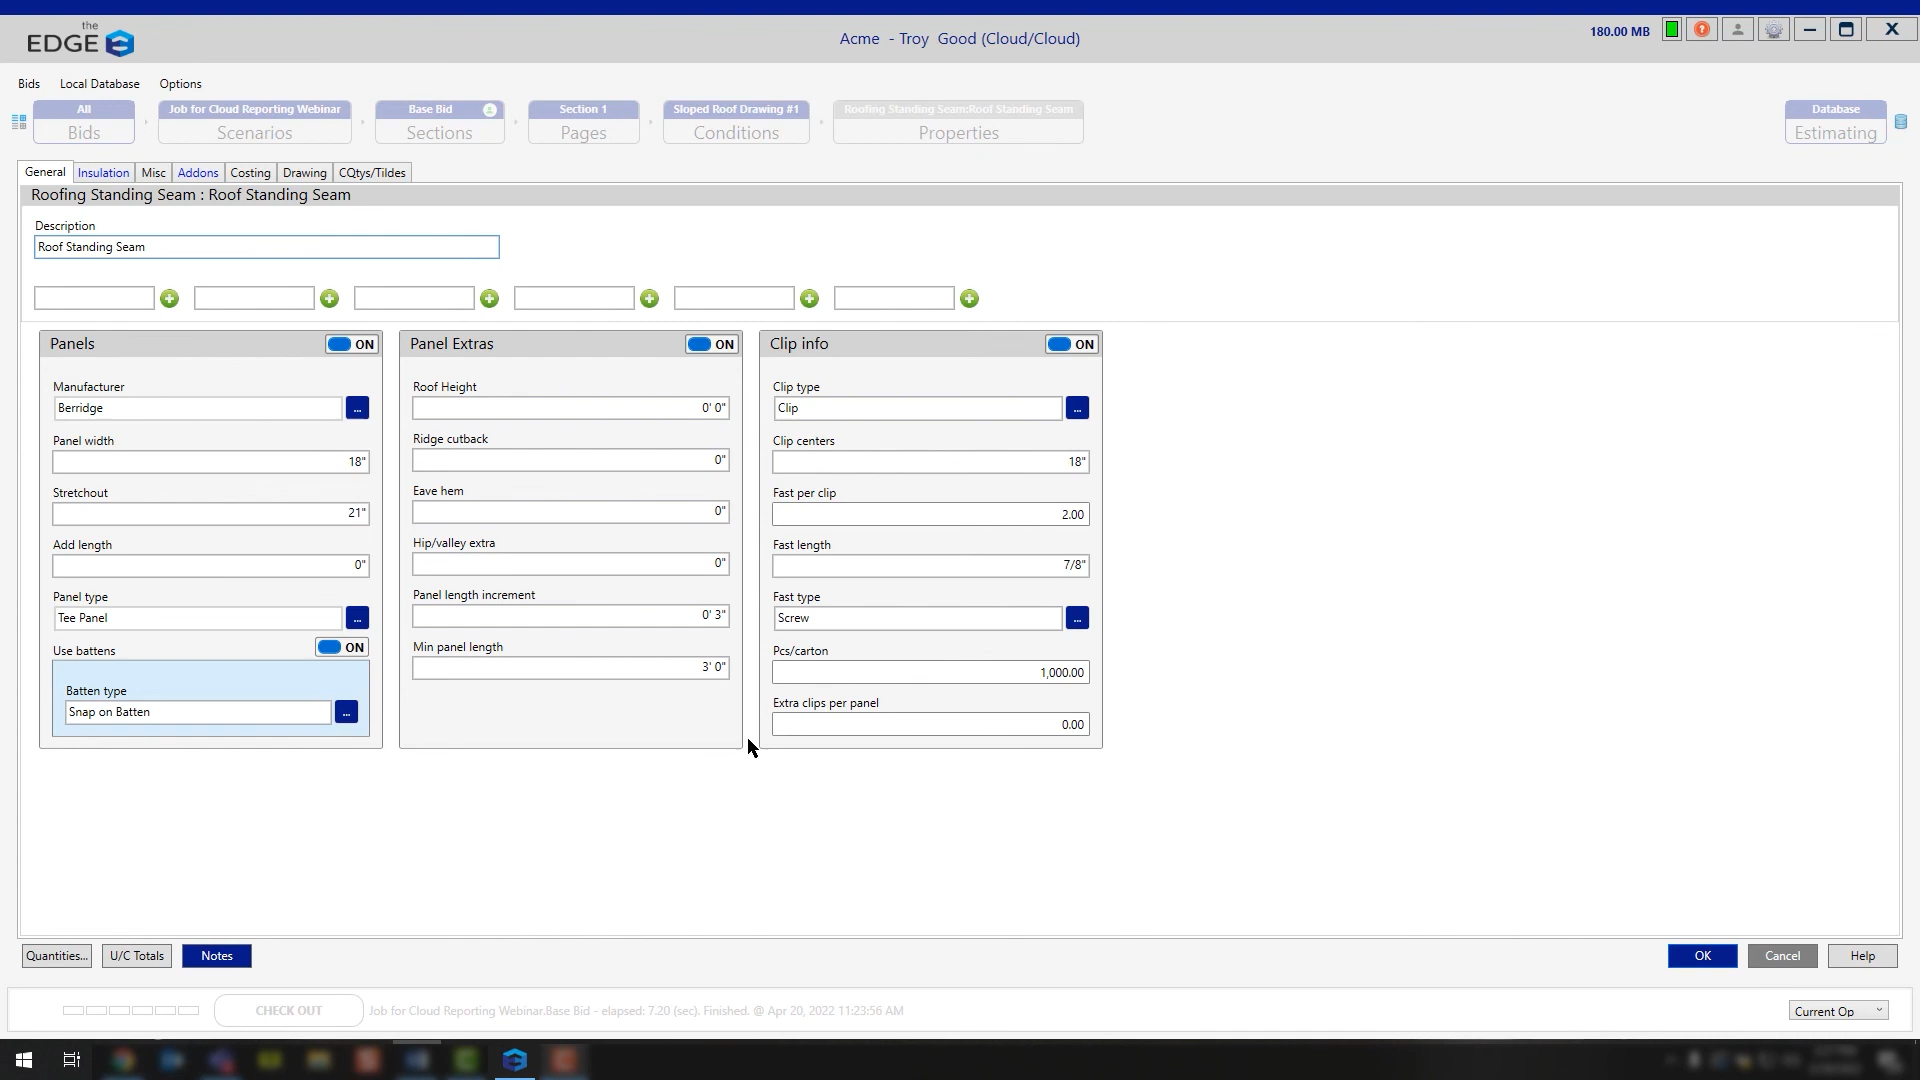 the
EDGE
Acme - Troy Good (Cloud/Cloud)
180.00 MB
Bids Local Database Options
All
Bids
Job for Cloud Reporting Webinar
Scenarios
Base Bid
Sections
Section 1
Pages
Sloped Roof Drawing #1
Conditions
Roofing Standing Seam:Roof Standing Seam
Properties
Database
Estimating
General Insulation Misc Addons Costing Drawing CQtys/Tildes
Roofing Standing Seam : Roof Standing Seam
Description
Roof Standing Seam
Panels ON
Manufacturer
Berridge ...
Panel width
18"
Stretchout
21"
Add length
0"
Panel type
Tee Panel ...
Use battens ON
Batten type
Snap on Batten ...
Panel Extras ON
Roof Height
0' 0"
Ridge cutback
0"
Eave hem
0"
Hip/valley extra
0"
Panel length increment
0' 3"
Min panel length
3' 0"
Clip info ON
Clip type
Clip ...
Clip centers
18"
Fast per clip
2.00
Fast length
7/8"
Fast type
Screw ...
Pcs/carton
1,000.00
Extra clips per panel
0.00
Quantities... U/C Totals Notes OK Cancel Help
CHECK OUT Job for Cloud Reporting Webinar.Base Bid - elapsed: 7.20 (sec). Finished. @ Apr 20, 2022 11:23:56 AM Current Op